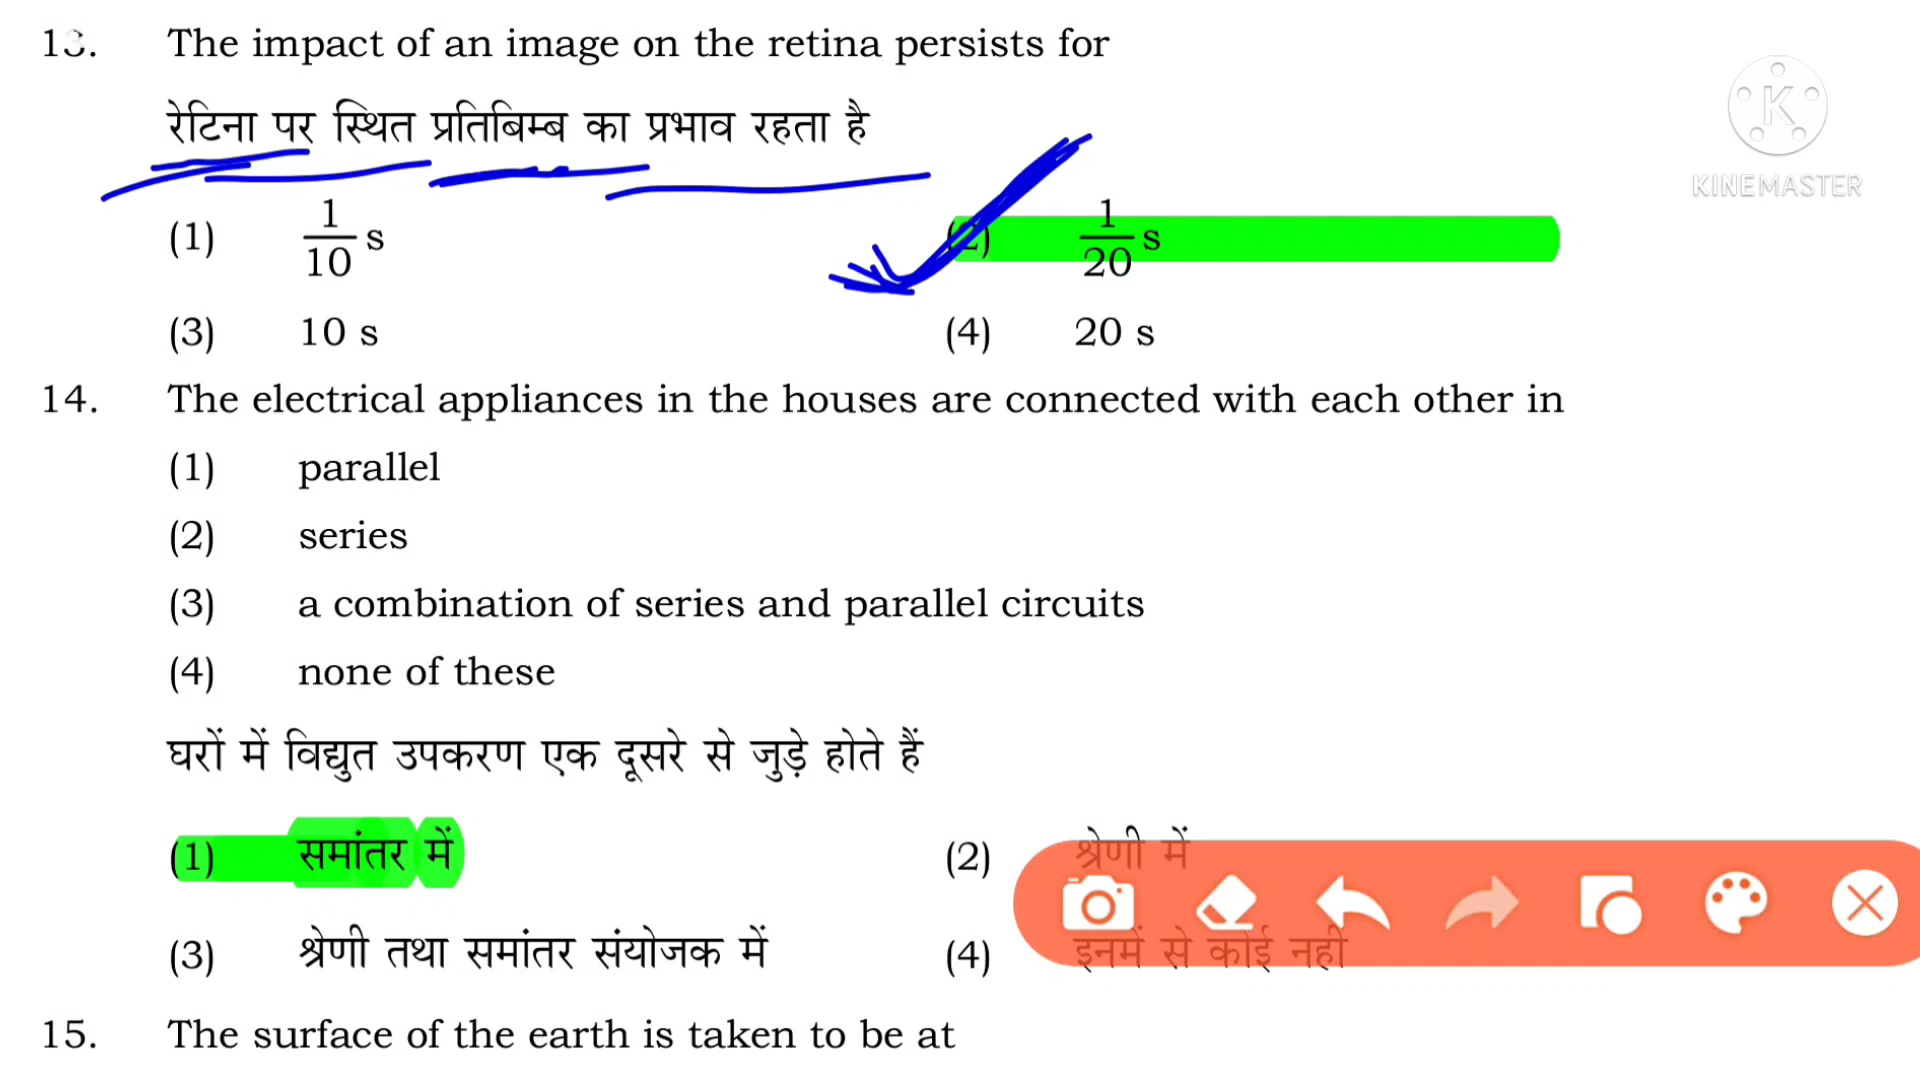 13. The impact of an image on the retina persists for
रेटिना पर स्थित प्रतिबिम्ब का प्रभाव रहता है
(1) 1/10 s (2) 1/20 s
(3) 10 s (4) 20 s
KINEMASTER
14. The electrical appliances in the houses are connected with each other in
(1) parallel
(2) series
(3) a combination of series and parallel circuits
(4) none of these
घरों में विद्युत उपकरण एक दूसरे से जुड़े होते हैं
(1) समांतर में (2) श्रेणी में
(3) श्रेणी तथा समांतर संयोजक में (4) इनमें से कोई नहीं
15. The surface of the earth is taken to be at